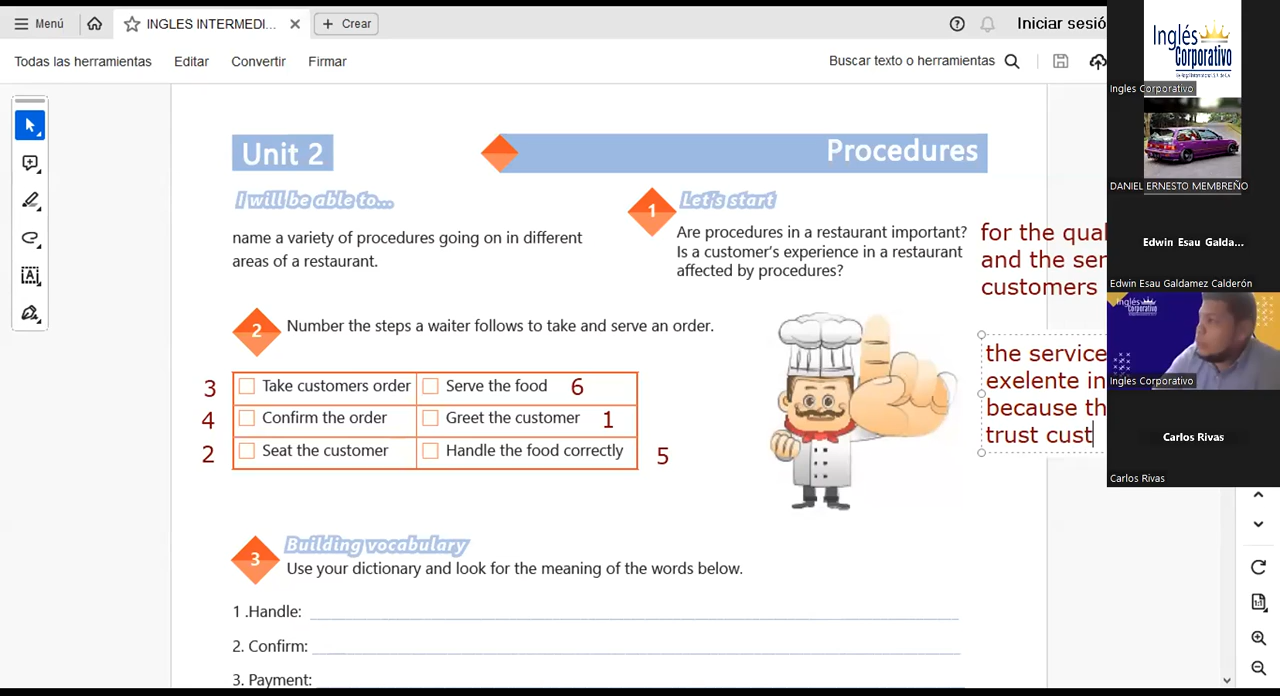 Menú
INGLES INTERMEDI...
Crear
Iniciar sesió
Todas las herramientas
Editar
Convertir
Firmar
Buscar texto o herramientas
Unit 2
Procedures
I will be able to...
name a variety of procedures going on in different
areas of a restaurant.
1
Let's start
Are procedures in a restaurant important?
Is a customer's experience in a restaurant
affected by procedures?
for the qual
and the ser
customers
2
Number the steps a waiter follows to take and serve an order.
3 Take customers order
Serve the food 6
4 Confirm the order
Greet the customer 1
2 Seat the customer
Handle the food correctly 5
the service
exelente in
because th
trust cust
3
Building vocabulary
Use your dictionary and look for the meaning of the words below.
1 .Handle:
2. Confirm:
3. Payment:
Inglés
Corporativo
Ingles Corporativo
DANIEL ERNESTO MEMBREÑO
Edwin Esau Galda...
Edwin Esau Galdamez Calderón
Inglés
Ingles Corporativo
Carlos Rivas
Carlos Rivas